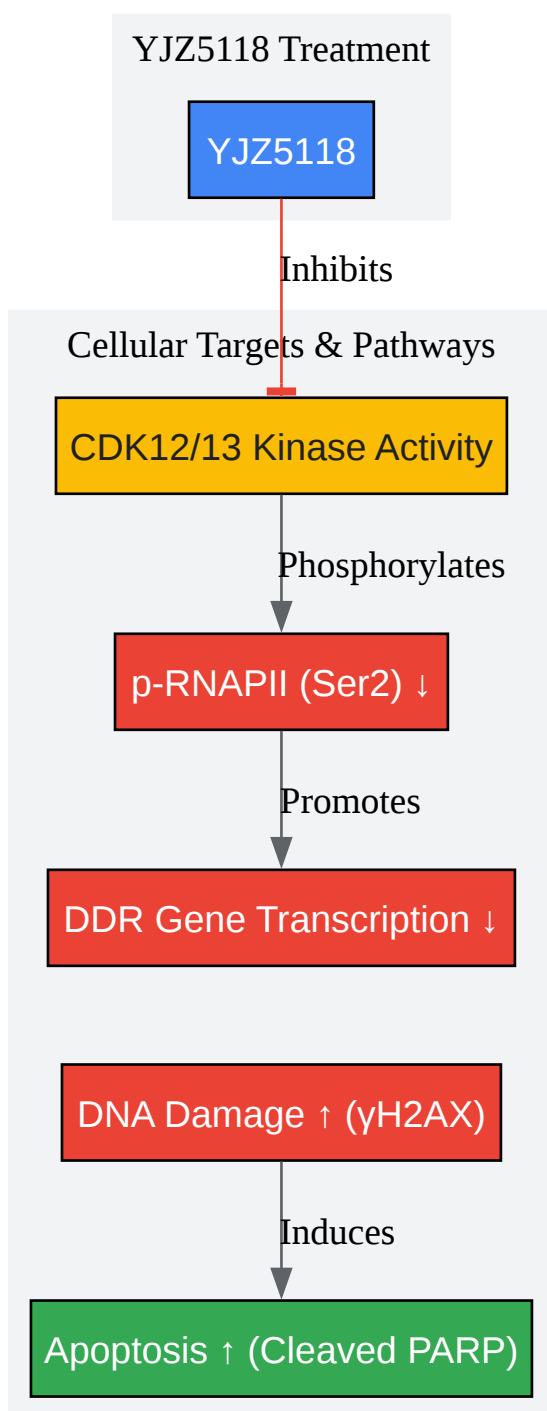 YJZ5118 Treatment
YJZ5118
Inhibits
Cellular Targets & Pathways
CDK12/13 Kinase Activity
Phosphorylates
p-RNAPII (Ser2) ↓
Promotes
DDR Gene Transcription ↓
DNA Damage ↑ (γH2AX)
Induces
Apoptosis ↑ (Cleaved PARP)